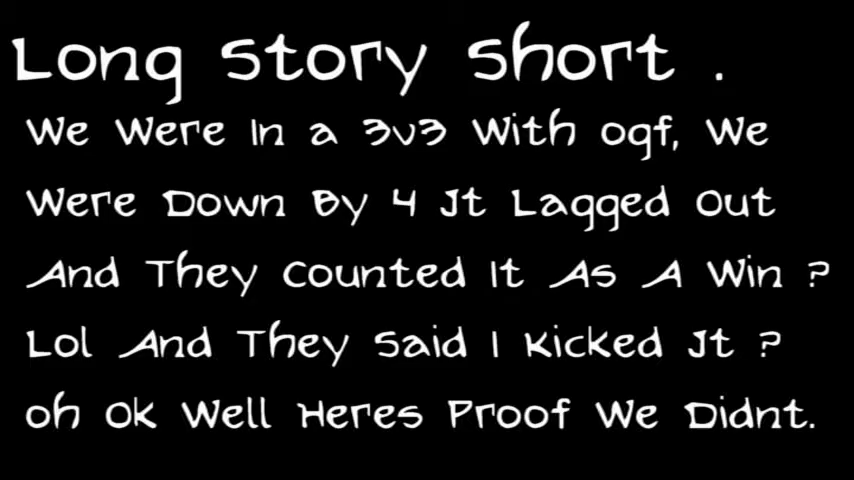 Long Story Short .
We Were In a 3v3 With ogf, We
Were Down By 4 Jt Lagged Out
And They Counted It As A Win ?
Lol And They Said I Kicked Jt ?
oh Ok Well Heres Proof We Didnt.